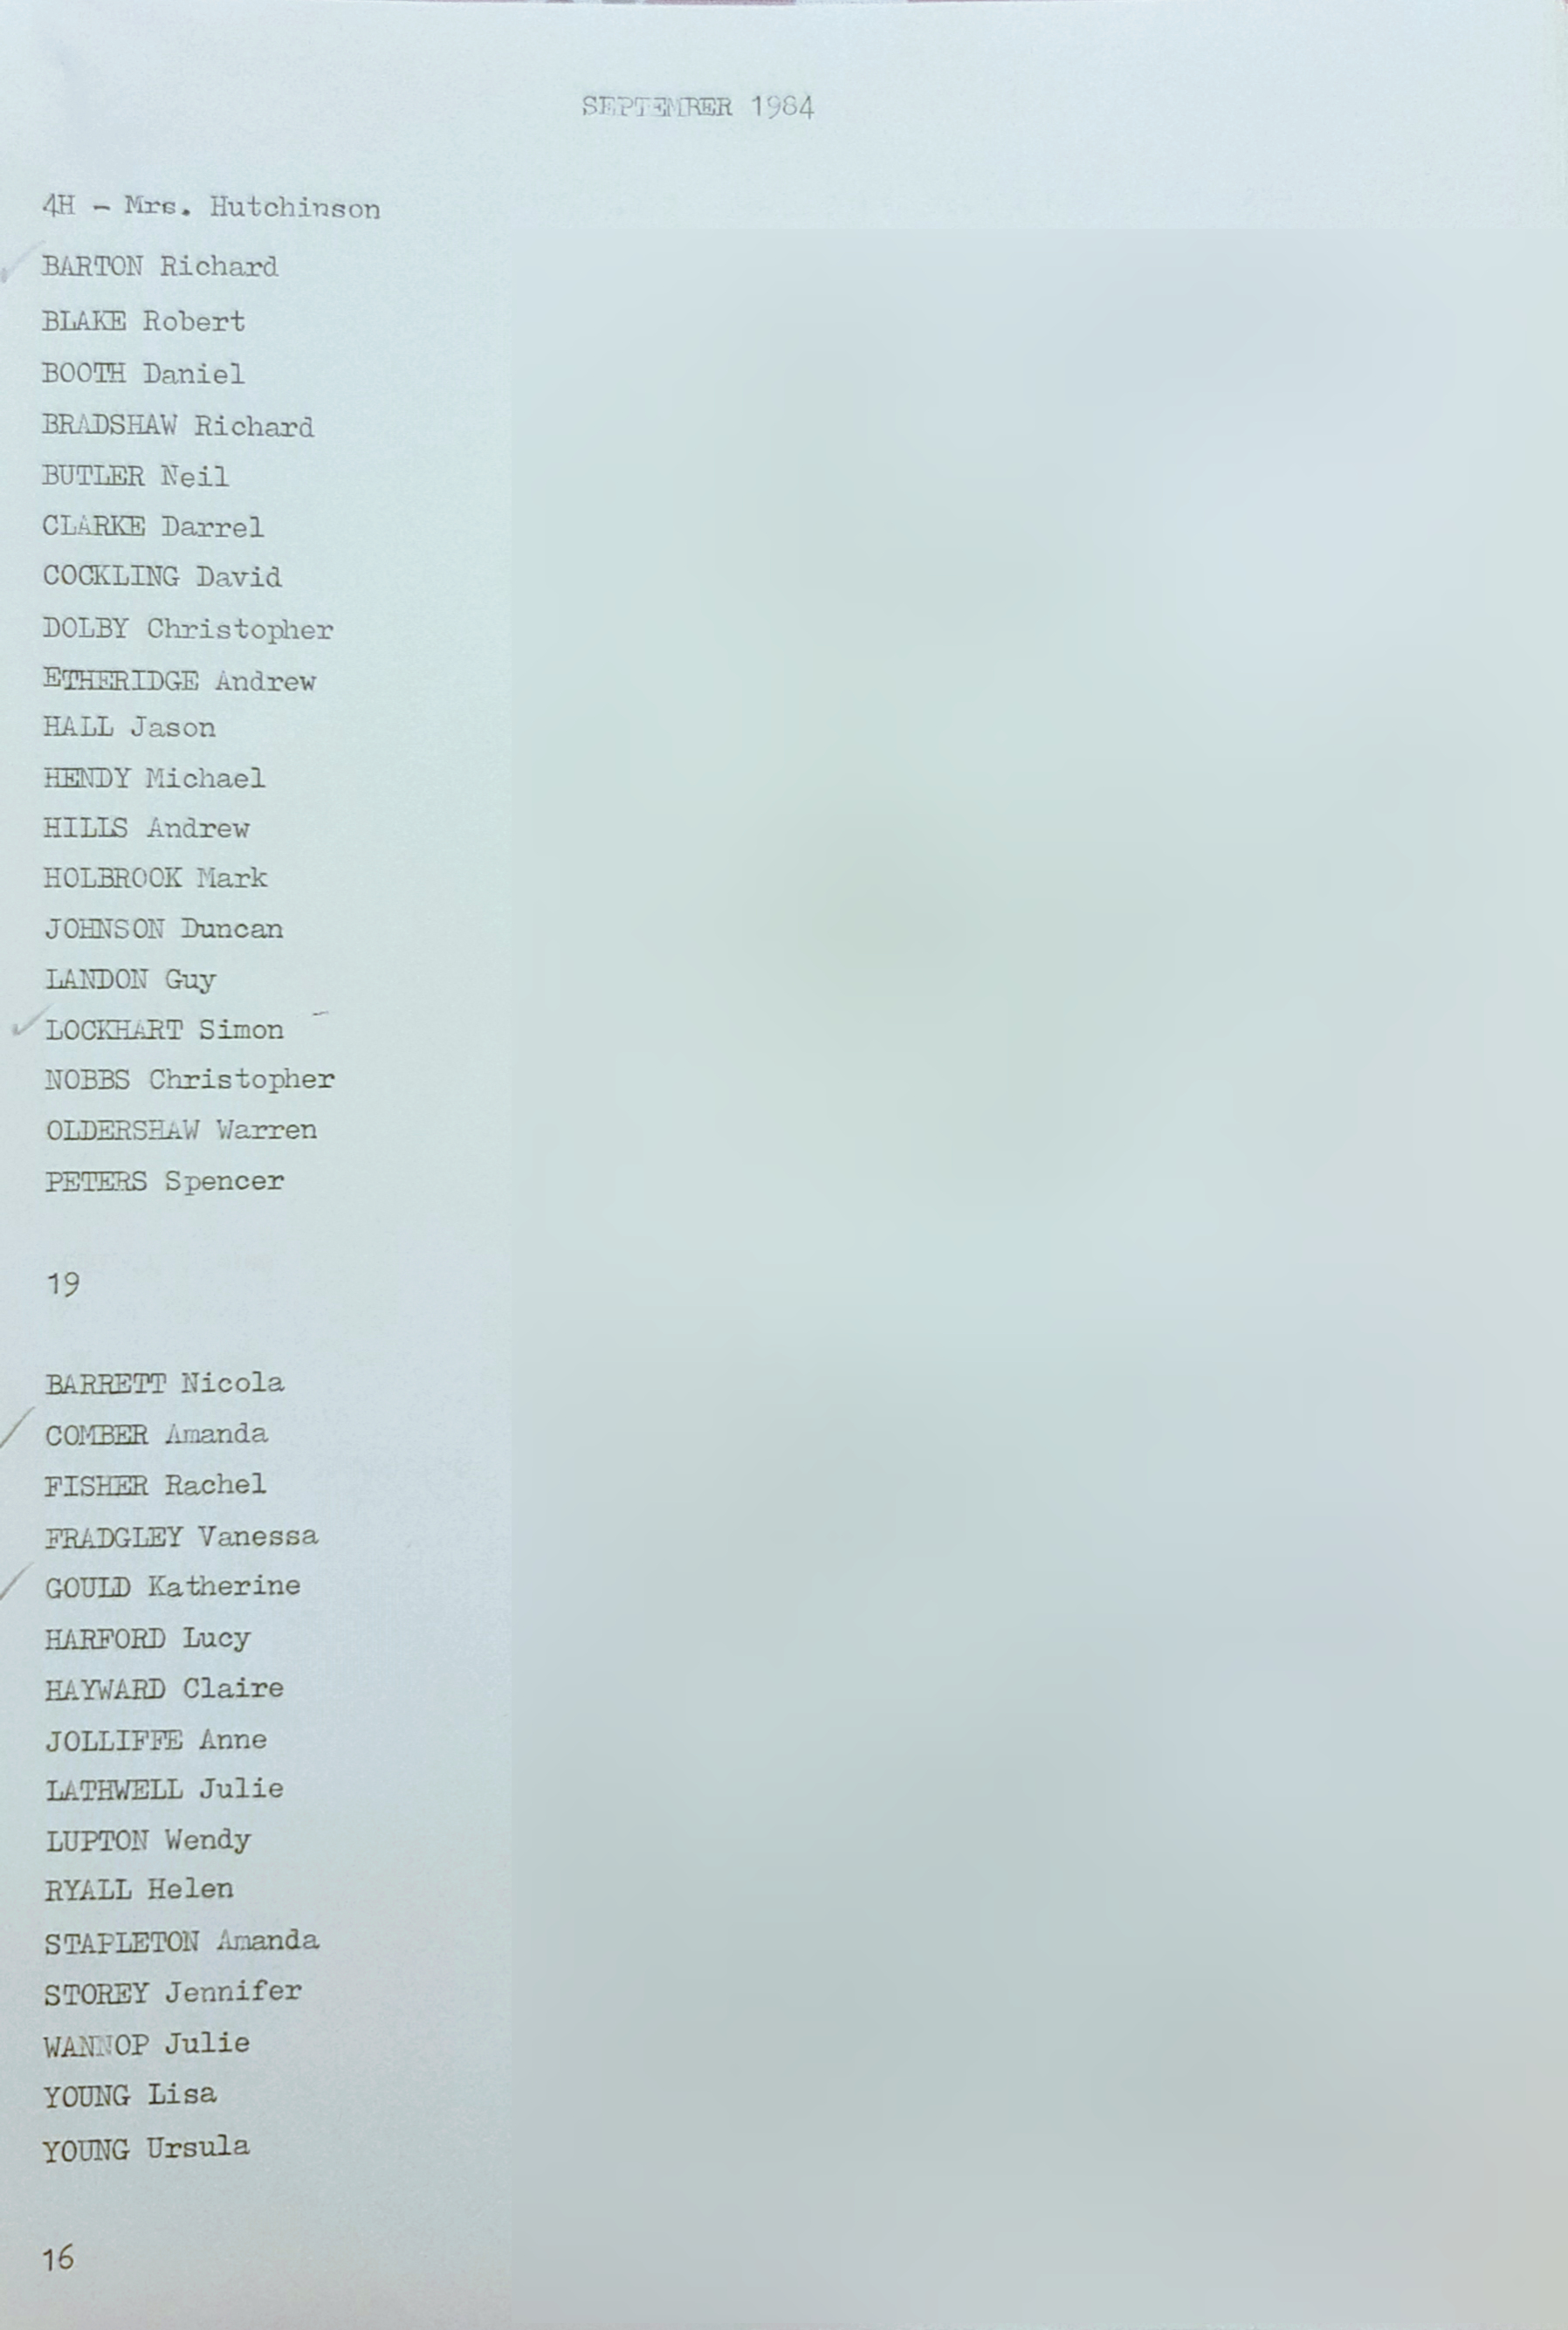 SEPTEMBER 1984
4H - Mrs. Hutchinson
BARTON Richard
BLAKE Robert
BOOTH Daniel
BRADSHAW Richard
BUTLER Neil
CLARKE Darrel
COCKLING David
DOLBY Christopher
ETHERIDGE Andrew
HALL Jason
HENDY Michael
HILLS Andrew
HOLBROOK Mark
JOHNSON Duncan
LANDON Guy
LOCKHART Simon
NOBBS Christopher
OLDERSHAW Warren
PETERS Spencer
19
BARRETT Nicola
COMBER Amanda
FISHER Rachel
FRADGLEY Vanessa
GOULD Katherine
HARFORD Lucy
HAYWARD Claire
JOLLIFFE Anne
LATHWELL Julie
LUPTON Wendy
RYALL Helen
STAPLETON Amanda
STOREY Jennifer
WANNOP Julie
YOUNG Lisa
YOUNG Ursula
16